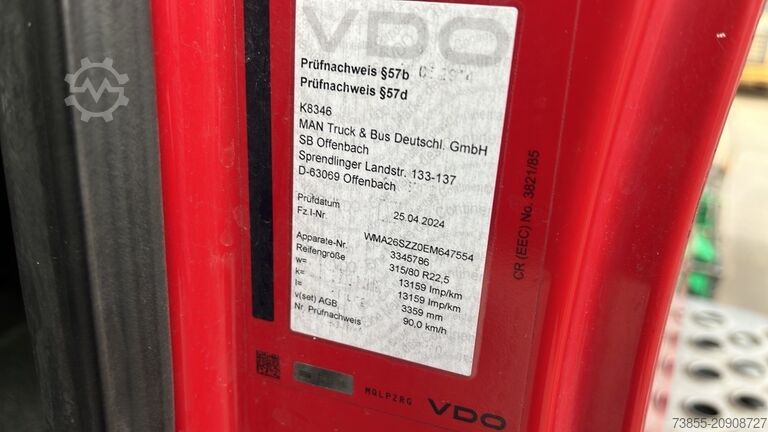 VDO
Prüfnachweis §57b
Prüfnachweis §57d
K8346
MAN Truck & Bus Deutschl. GmbH
SB Offenbach
Sprendlinger Landstr. 133-137
D-63069 Offenbach
Prüfdatum 25.04.2024
Fz.I-Nr. WMA26SZZ0EM647554
Apparate-Nr. 3345786
Reifengröße 315/80 R22,5
w= 13159 Imp/km
k= 13159 Imp/km
l= 3359 mm
v(set) AGB 90,0 km/h
Nr. Prüfnachweis
CR (EEC) No. 3821/85
MQLPZRG VDO
73855-20908727